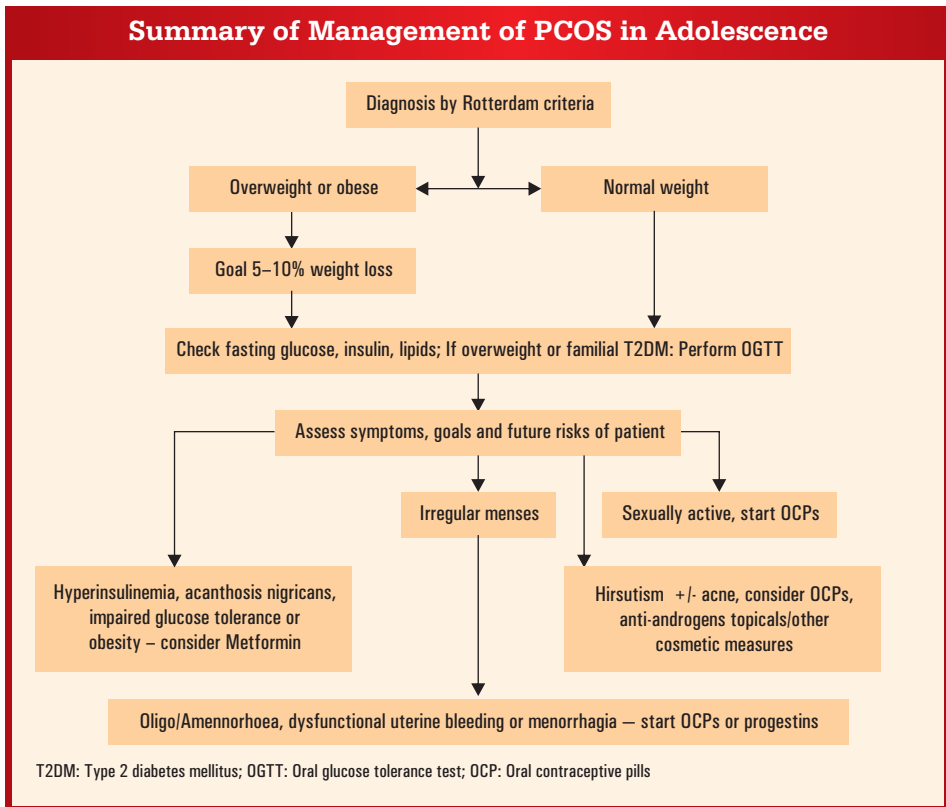 Summary of Management of PCOS in Adolescence
Diagnosis by Rotterdam criteria
Overweight or obese
Normal weight
Goal 5–10% weight loss
Check fasting glucose, insulin, lipids; If overweight or familial T2DM: Perform OGTT
Assess symptoms, goals and future risks of patient
Irregular menses
Sexually active, start OCPs
Hyperinsulinemia, acanthosis nigricans,
impaired glucose tolerance or
obesity – consider Metformin
Hirsutism +/- acne, consider OCPs,
anti-androgens topicals/other
cosmetic measures
Oligo/Amennorhoea, dysfunctional uterine bleeding or menorrhagia — start OCPs or progestins
T2DM: Type 2 diabetes mellitus; OGTT: Oral glucose tolerance test; OCP: Oral contraceptive pills